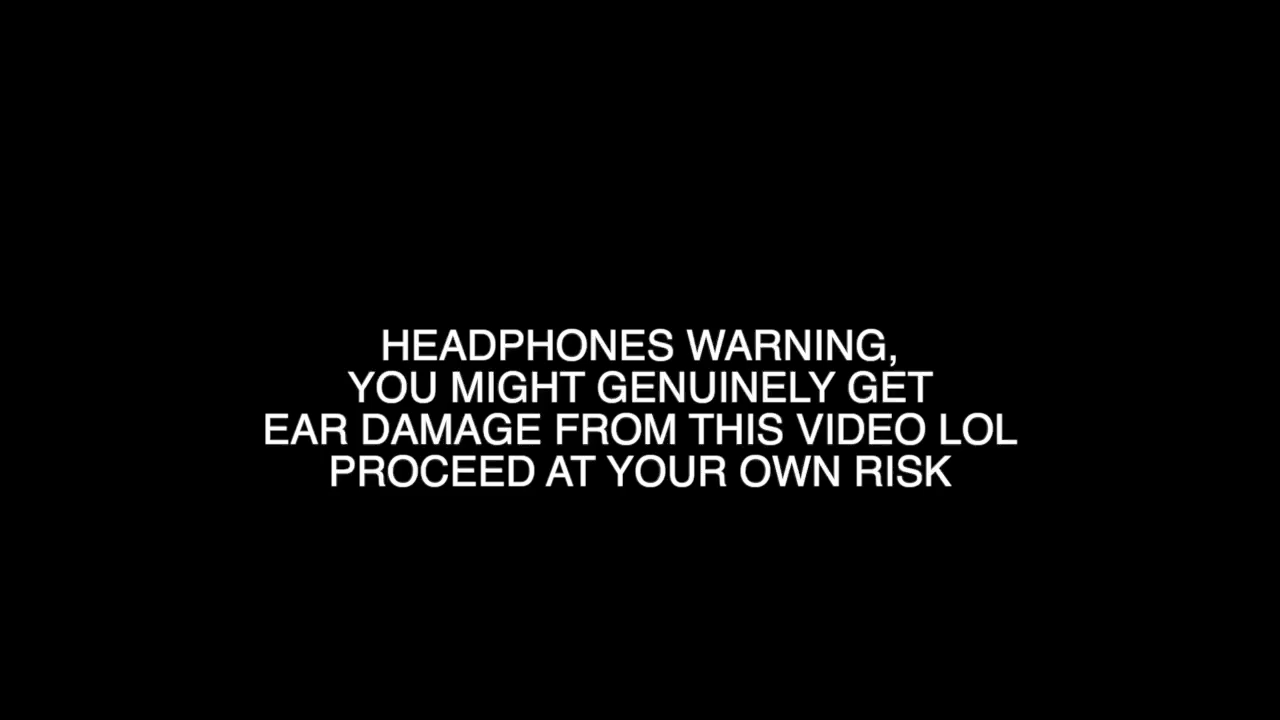 HEADPHONES WARNING,
YOU MIGHT GENUINELY GET
EAR DAMAGE FROM THIS VIDEO LOL
PROCEED AT YOUR OWN RISK